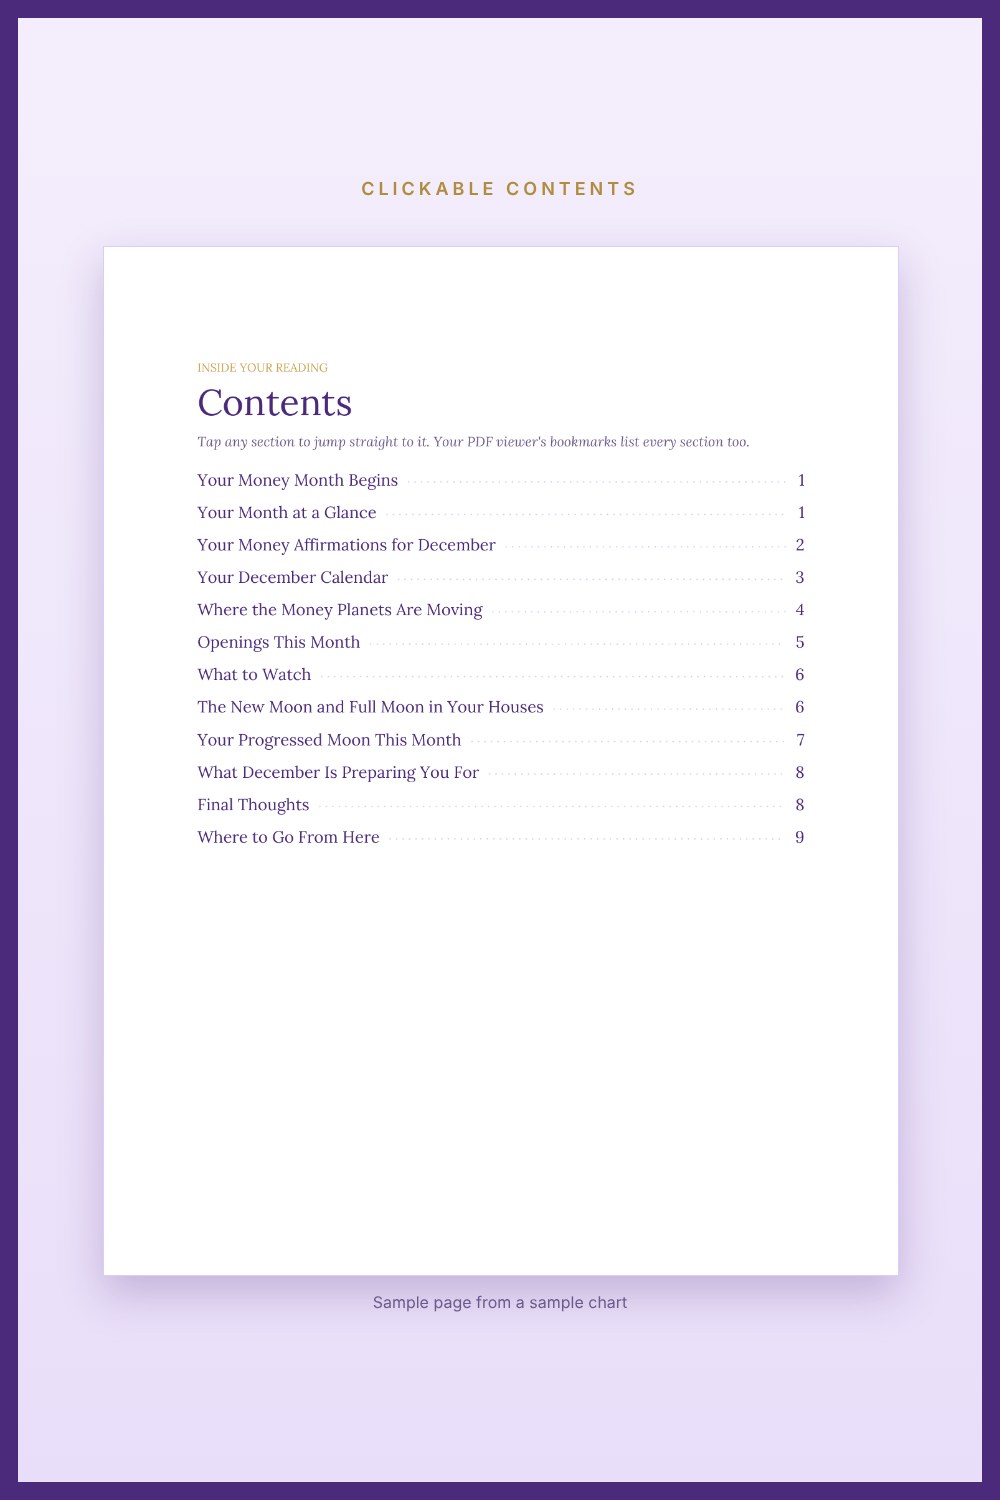 CLICKABLE CONTENTS
INSIDE YOUR READING
Contents
Tap any section to jump straight to it. Your PDF viewer's bookmarks list every section too.
Your Money Month Begins 1
Your Month at a Glance 1
Your Money Affirmations for December 2
Your December Calendar 3
Where the Money Planets Are Moving 4
Openings This Month 5
What to Watch 6
The New Moon and Full Moon in Your Houses 6
Your Progressed Moon This Month 7
What December Is Preparing You For 8
Final Thoughts 8
Where to Go From Here 9
Sample page from a sample chart